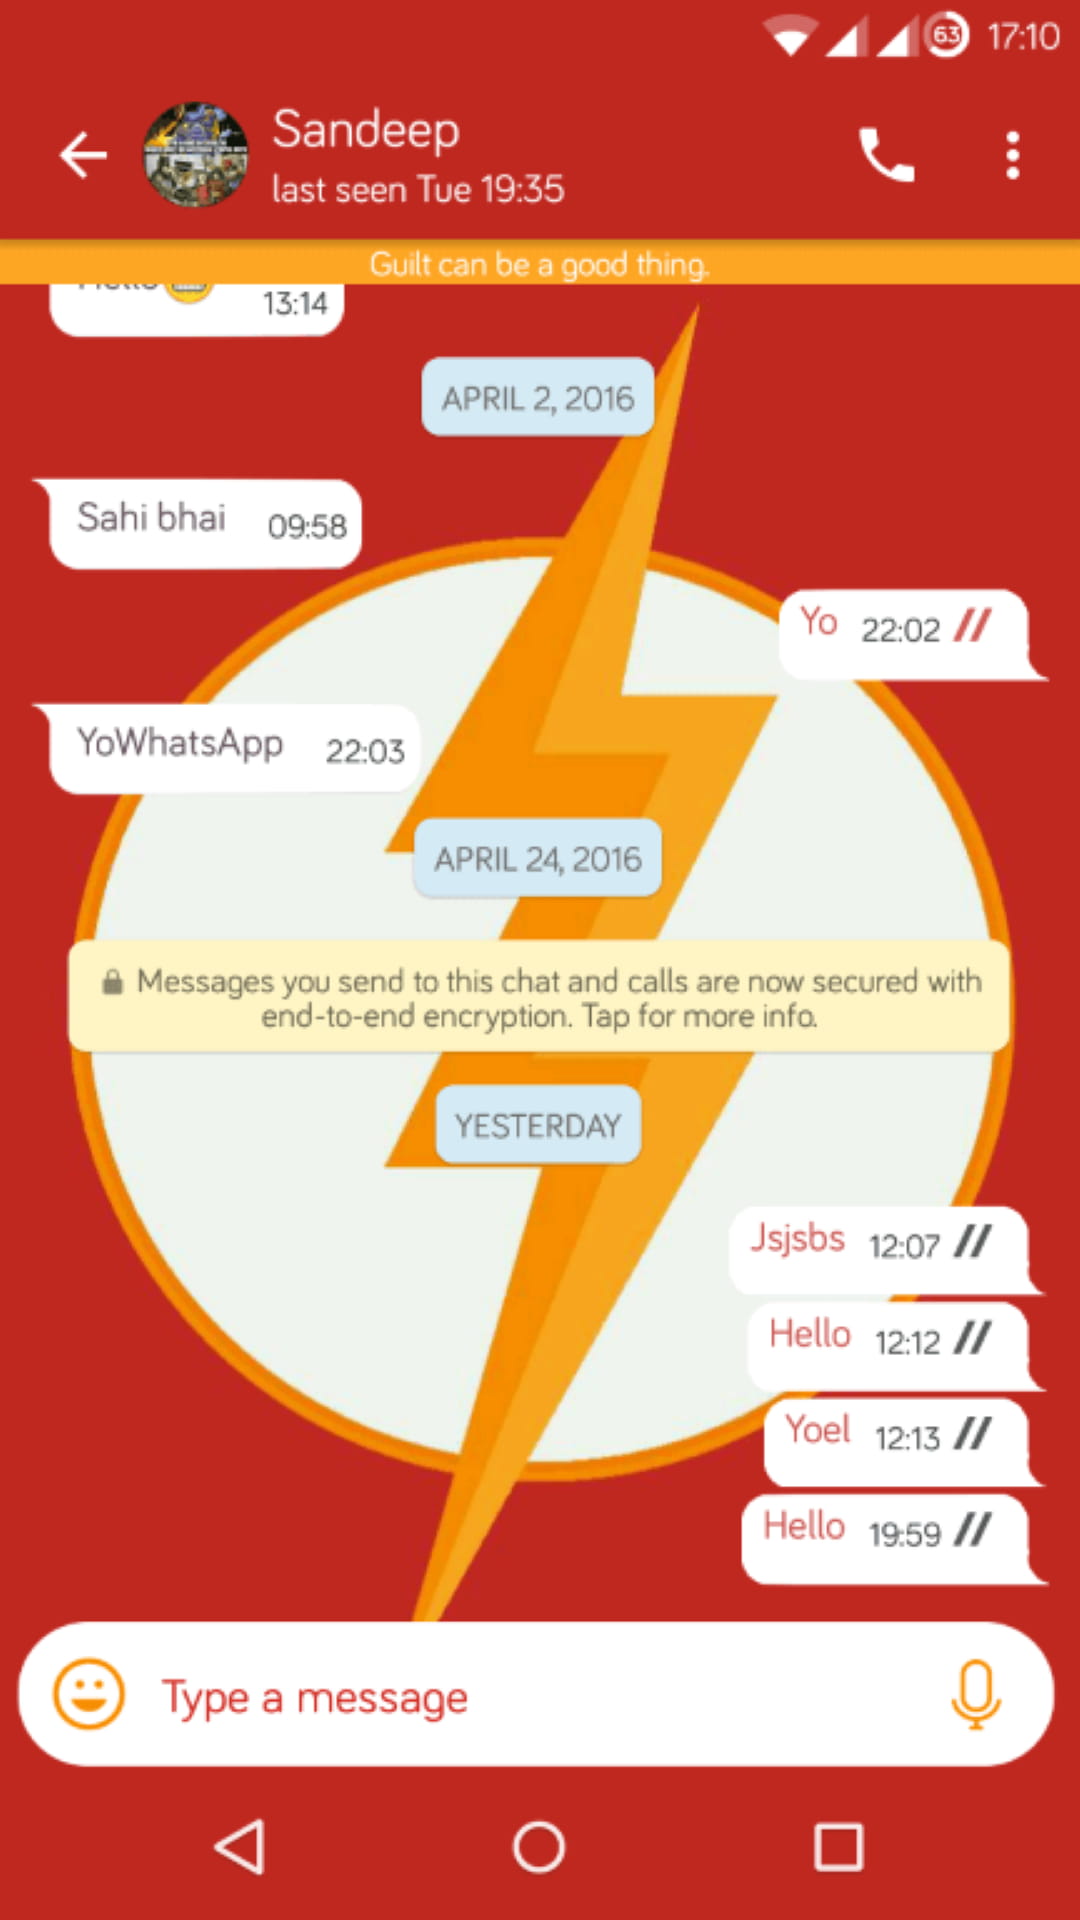 63 17:10
Sandeep
last seen Tue 19:35
Guilt can be a good thing.
Hello
13:14
APRIL 2, 2016
Sahi bhai 09:58
Yo 22:02
YoWhatsApp 22:03
APRIL 24, 2016
Messages you send to this chat and calls are now secured with
end-to-end encryption. Tap for more info.
YESTERDAY
Jsjsbs 12:07
Hello 12:12
Yoel 12:13
Hello 19:59
Type a message